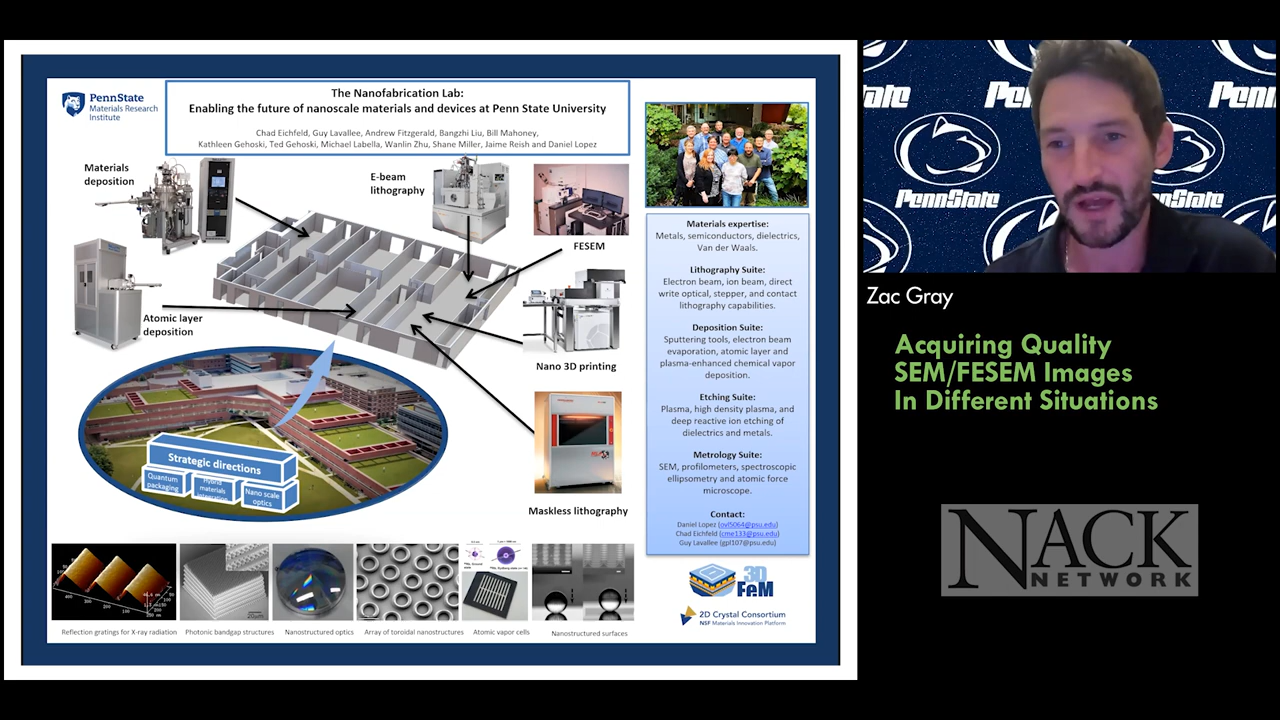 PennState
Materials Research
Institute
The Nanofabrication Lab:
Enabling the future of nanoscale materials and devices at Penn State University
Chad Eichfeld, Guy Lavallee, Andrew Fitzgerald, Bangzhi Liu, Bill Mahoney,
Kathleen Gehoski, Ted Gehoski, Michael Labella, Wanlin Zhu, Shane Miller, Jaime Reish and Daniel Lopez
Materials
deposition
E-beam
lithography
FESEM
Atomic layer
deposition
Nano 3D printing
Maskless lithography
Strategic directions
Quantum
packaging
Hybrid
materials
Nano scale
optics
Reflection gratings for X-ray radiation
Photonic bandgap structures
Nanostructured optics
Array of toroidal nanostructures
Atomic vapor cells
Nanostructured surfaces
Materials expertise:
Metals, semiconductors, dielectrics,
Van der Waals.
Lithography Suite:
Electron beam, ion beam, direct
write optical, stepper, and contact
lithography capabilities.
Deposition Suite:
Sputtering tools, electron beam
evaporation, atomic layer and
plasma-enhanced chemical vapor
deposition.
Etching Suite:
Plasma, high density plasma, and
deep reactive ion etching of
dielectrics and metals.
Metrology Suite:
SEM, profilometers, spectroscopic
ellipsometry and atomic force
microscope.
Contact:
Daniel Lopez (ovl5064@psu.edu)
Chad Eichfeld (cme133@psu.edu)
Guy Lavallee (gpl107@psu.edu)
3D
FeM
2D Crystal Consortium
NSF Materials Innovation Platform
PennState
PennState
Zac Gray
Acquiring Quality
SEM/FESEM Images
In Different Situations
NACK
NETWORK